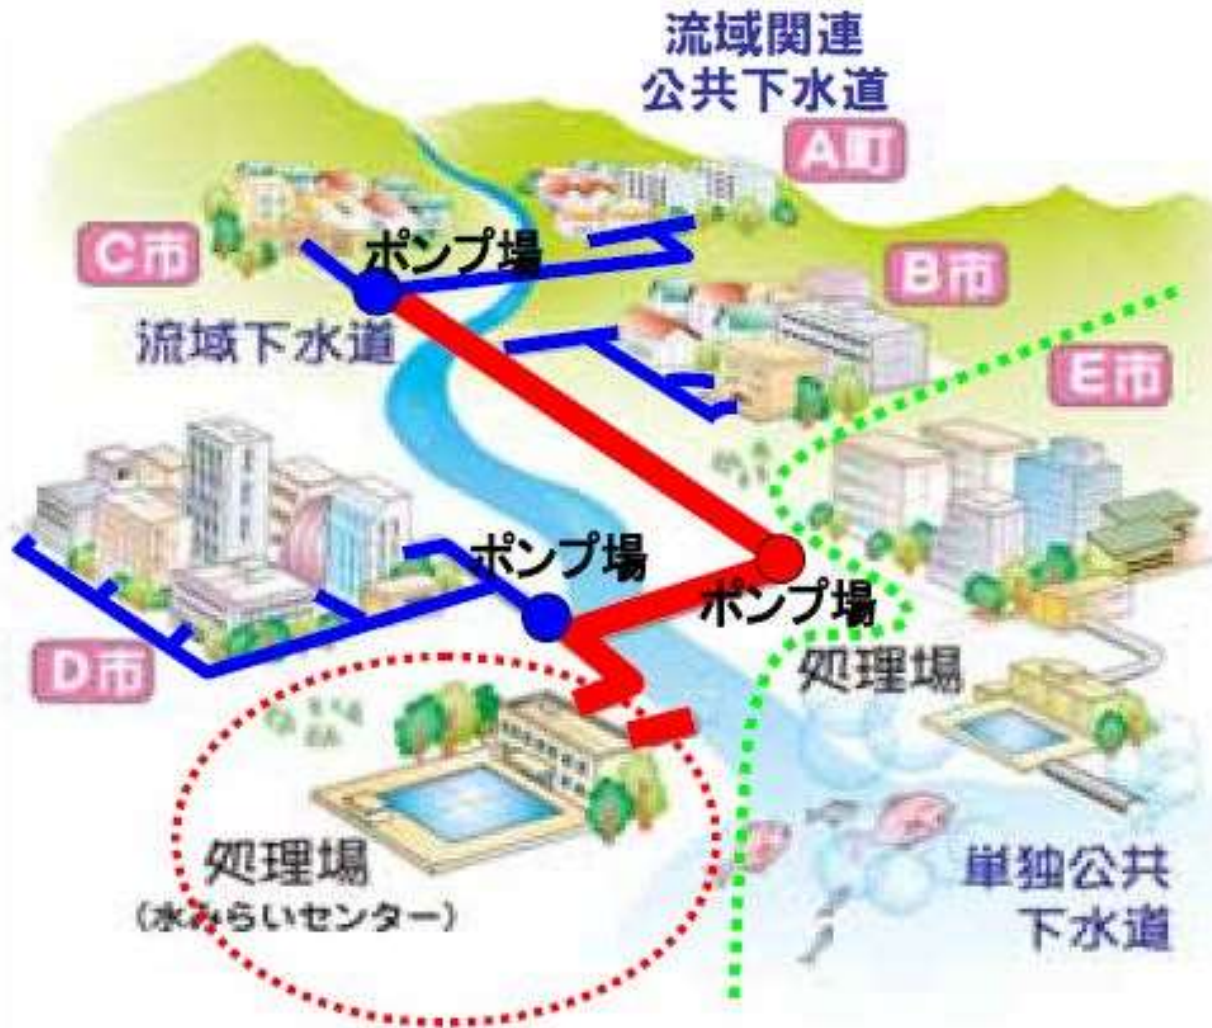 流域関連
公共下水道
A町
C市
ポンプ場
B市
流域下水道
E市
ポンプ場
ポンプ場
D市
処理場
処理場
(水みらいセンター)
単独公共
下水道